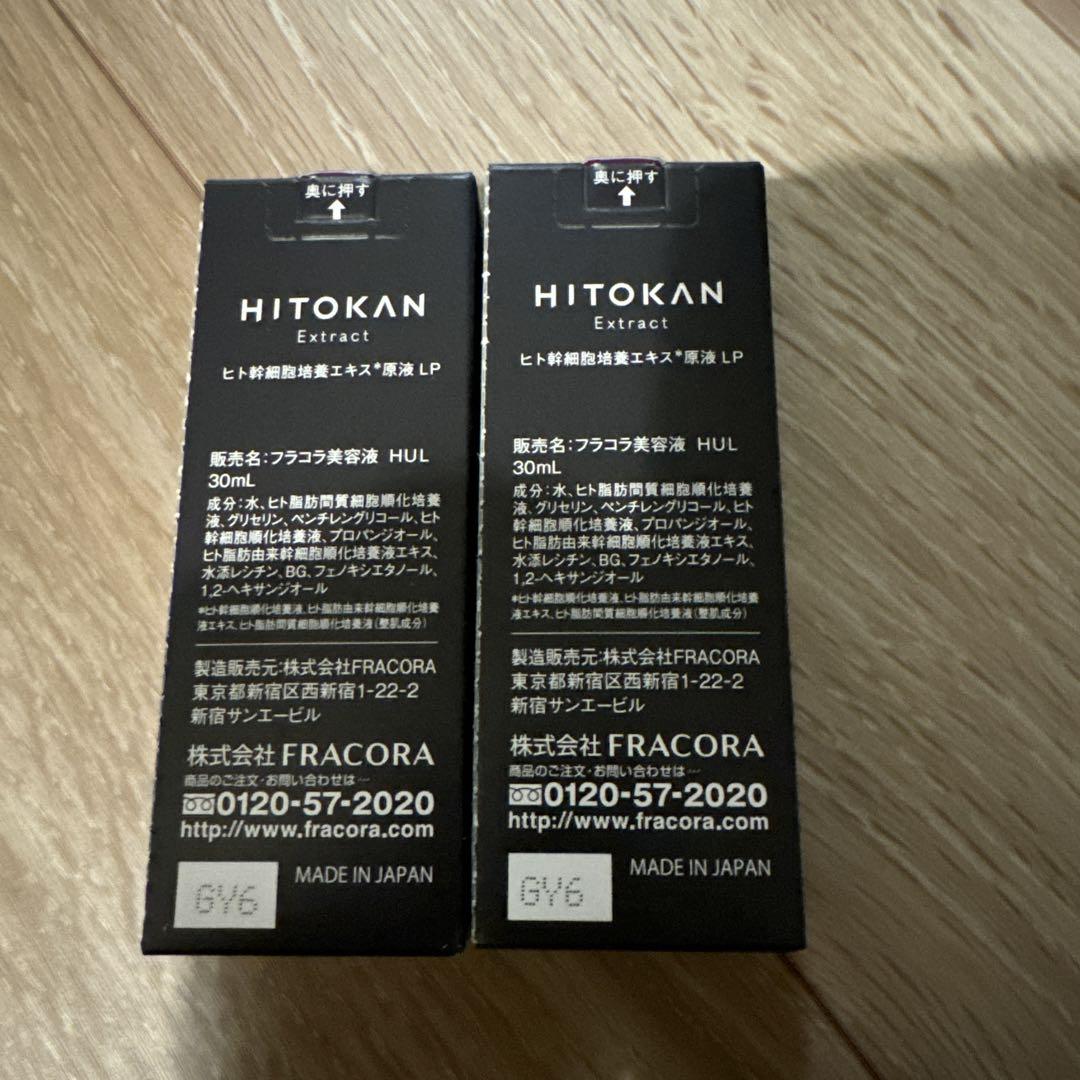 奥に押す
HITOKAN
Extract
ヒト幹細胞培養エキス*原液 LP
販売名:フラコラ美容液 HUL
30mL
成分:水、ヒト脂肪間質細胞順化培養
液、グリセリン、ペンチレングリコール、ヒト
幹細胞順化培養液、プロパンジオール、
ヒト脂肪由来幹細胞順化培養液エキス、
水添レシチン、BG、フェノキシエタノール、
1,2-ヘキサンジオール
*ヒト幹細胞順化培養液、ヒト脂肪由来幹細胞順化培養
液エキス、ヒト脂肪間質細胞順化培養液(整肌成分)
製造販売元:株式会社FRACORA
東京都新宿区西新宿1-22-2
新宿サンエービル
株式会社 FRACORA
商品のご注文・お問い合わせは…
0120-57-2020
http://www.fracora.com
MADE IN JAPAN
GY6
奥に押す
HITOKAN
Extract
ヒト幹細胞培養エキス*原液 LP
販売名:フラコラ美容液 HUL
30mL
成分:水、ヒト脂肪間質細胞順化培養
液、グリセリン、ペンチレングリコール、ヒト
幹細胞順化培養液、プロパンジオール、
ヒト脂肪由来幹細胞順化培養液エキス、
水添レシチン、BG、フェノキシエタノール、
1,2-ヘキサンジオール
*ヒト幹細胞順化培養液、ヒト脂肪由来幹細胞順化培養
液エキス、ヒト脂肪間質細胞順化培養液(整肌成分)
製造販売元:株式会社FRACORA
東京都新宿区西新宿1-22-2
新宿サンエービル
株式会社 FRACORA
商品のご注文・お問い合わせは…
0120-57-2020
http://www.fracora.com
MADE IN JAPAN
GY6